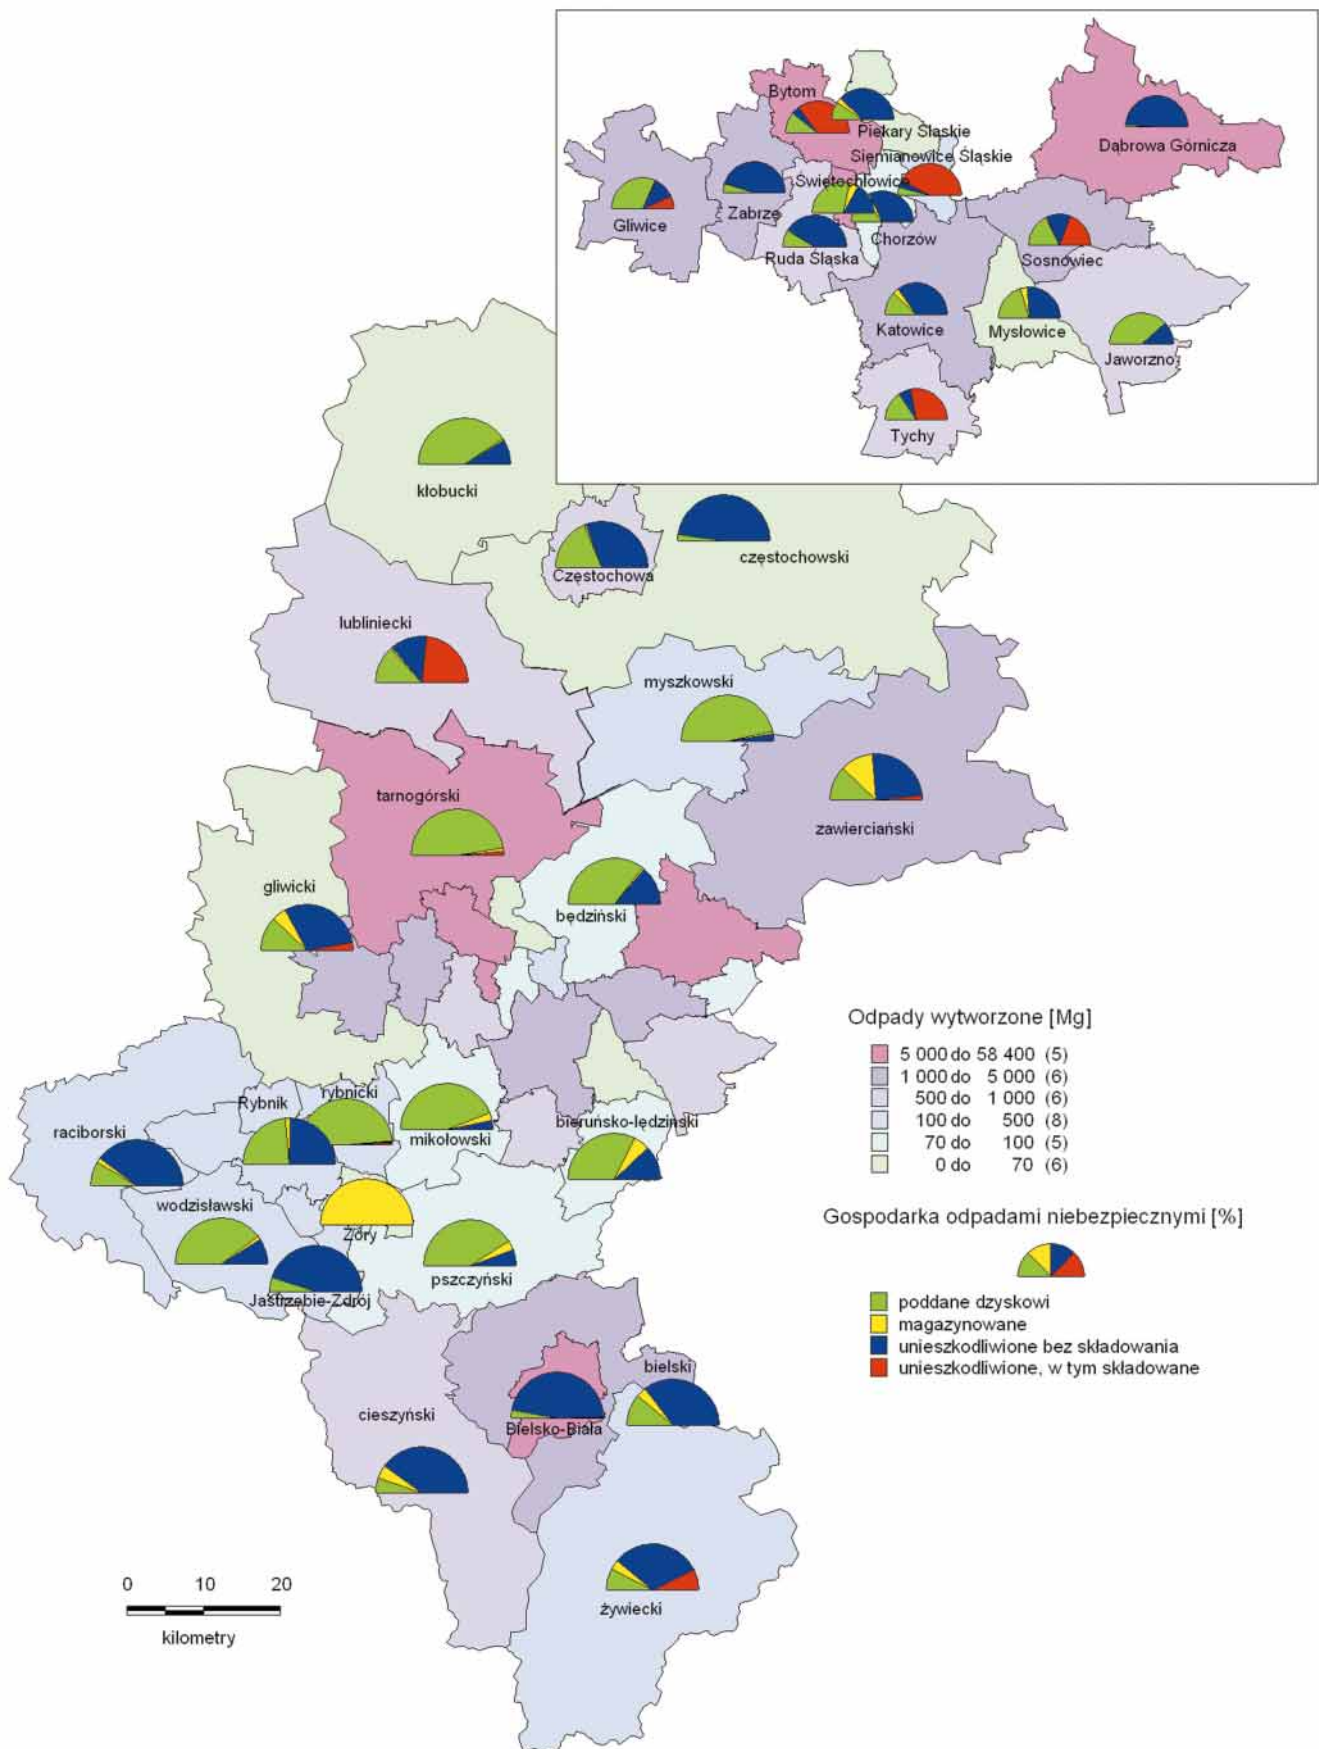 Bytom
Piekary Śląskie
Dąbrowa Górnicza
Siemianowice Śląskie
Świętochłowice
Gliwice
Zabrze
Chorzów
Ruda Śląska
Sosnowiec
Katowice
Mysłowice
Jaworzno
Tychy
kłobucki
częstochowski
Częstochowa
lubliniecki
myszkowski
tarnogórski
zawierciański
gliwicki
będziński
Odpady wytworzone [Mg]
5 000 do 58 400 (5)
1 000 do 5 000 (6)
500 do 1 000 (6)
100 do 500 (8)
70 do 100 (5)
0 do 70 (6)
rybnicki
Rybnik
raciborski
mikołowski
bieruńsko-lędziński
wodzisławski
Żory
pszczyński
Jastrzębie-Zdrój
Gospodarka odpadami niebezpiecznymi [%]
poddane dzyskowi
magazynowane
unieszkodliwione bez składowania
unieszkodliwione, w tym składowane
bielski
cieszyński
Bielsko-Biała
żywiecki
0 10 20
kilometry